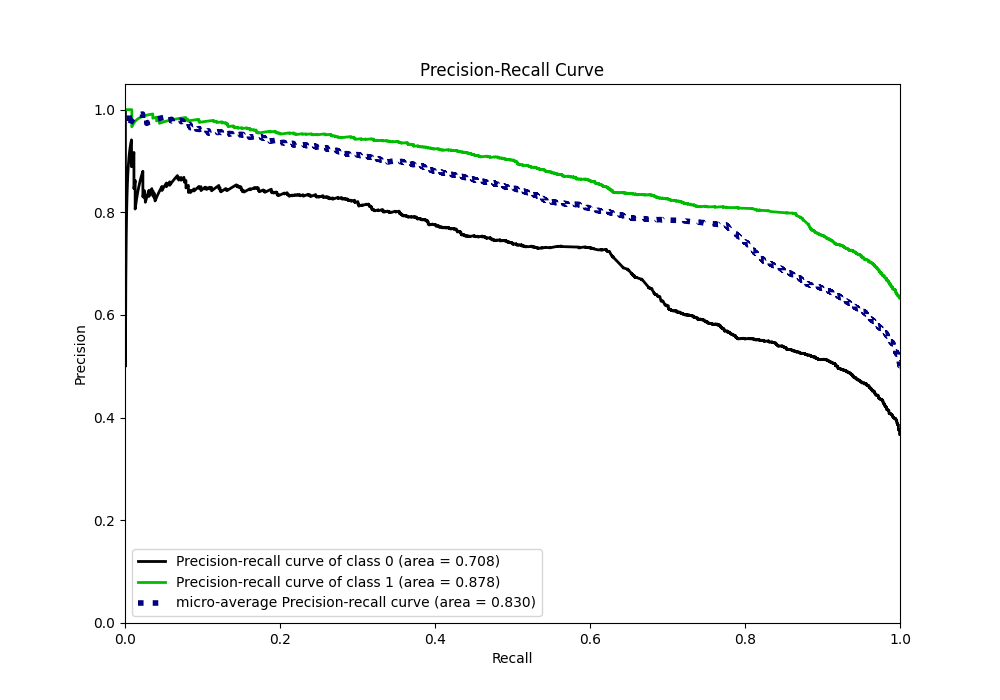 Precision-Recall Curve
1.0
0.8
0.6
0.4
0.2
0.0
Precision
Precision-recall curve of class 0 (area = 0.708)
Precision-recall curve of class 1 (area = 0.878)
micro-average Precision-recall curve (area = 0.830)
0.0 0.2 0.4 0.6 0.8 1.0
Recall